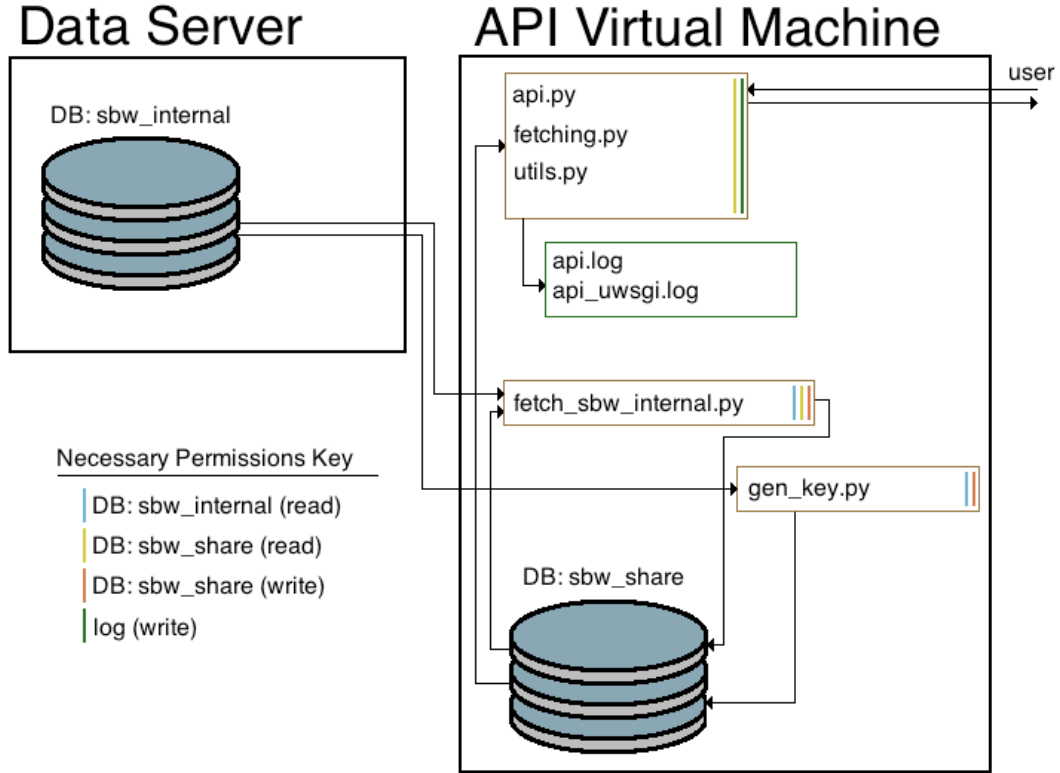 Data Server
API Virtual Machine
user
DB: sbw_internal
api.py
fetching.py
utils.py
api.log
api_uwsgi.log
fetch_sbw_internal.py
gen_key.py
Necessary Permissions Key
DB: sbw_internal (read)
DB: sbw_share (read)
DB: sbw_share (write)
log (write)
DB: sbw_share